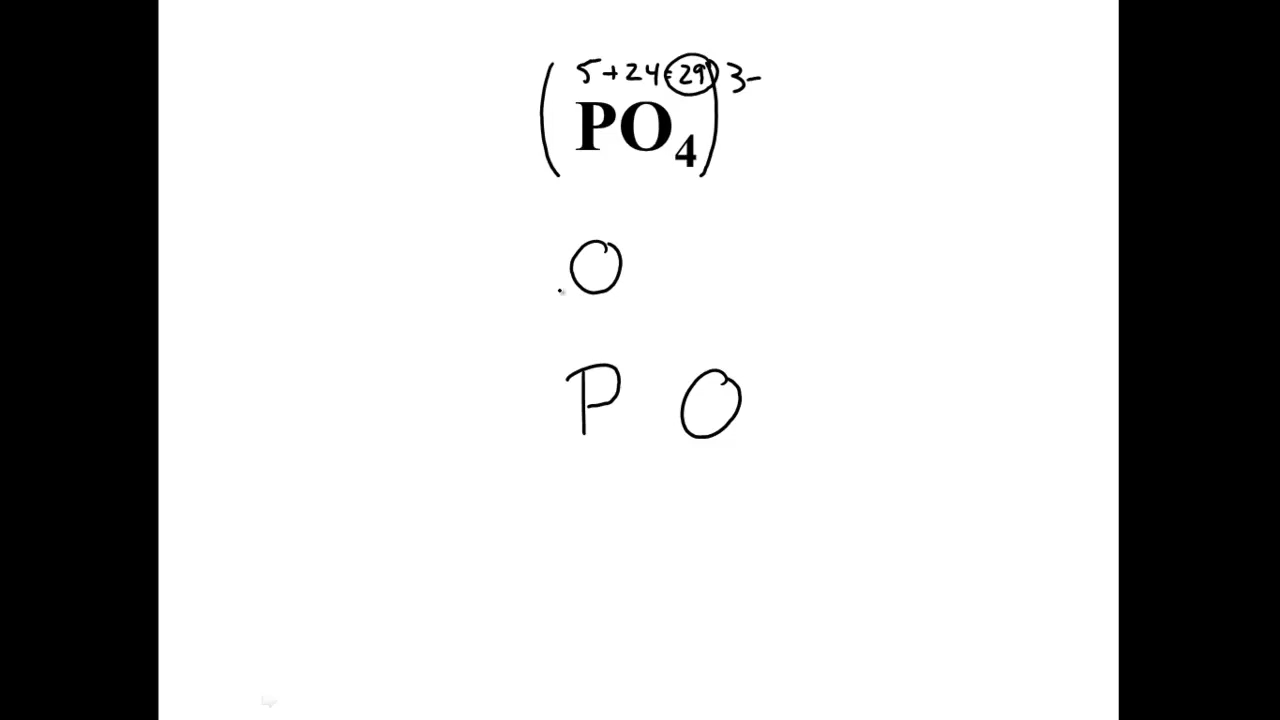 5+24=29 3-
(PO₄)
O
P O